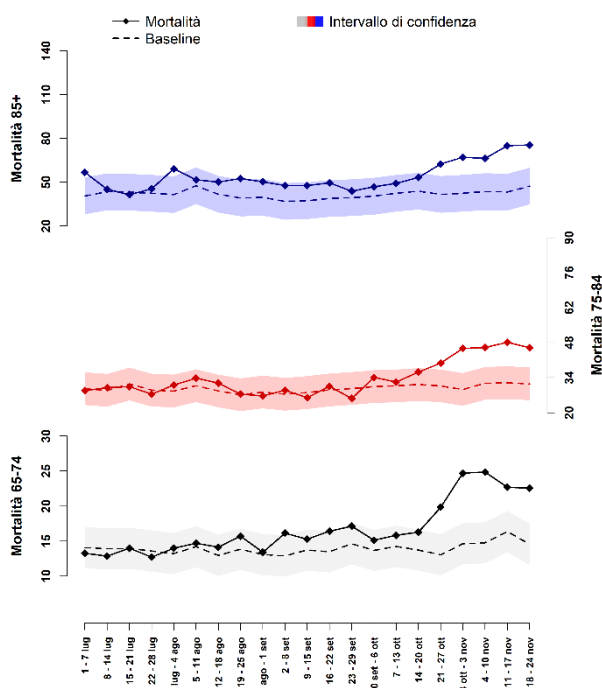 Mortalità
Baseline
Intervallo di confidenza
Mortalità 85+
140
110
80
50
20
Mortalità 75-84
90
76
62
48
34
20
Mortalità 65-74
30
25
20
15
10
1 - 7 lug
8 - 14 lug
15 - 21 lug
22 - 28 lug
lug - 4 ago
5 - 11 ago
12 - 18 ago
19 - 25 ago
ago - 1 set
2 - 8 set
9 - 15 set
16 - 22 set
23 - 29 set
0 set - 6 ott
7 - 13 ott
14 - 20 ott
21 - 27 ott
ott - 3 nov
4 - 10 nov
11 - 17 nov
18 - 24 nov